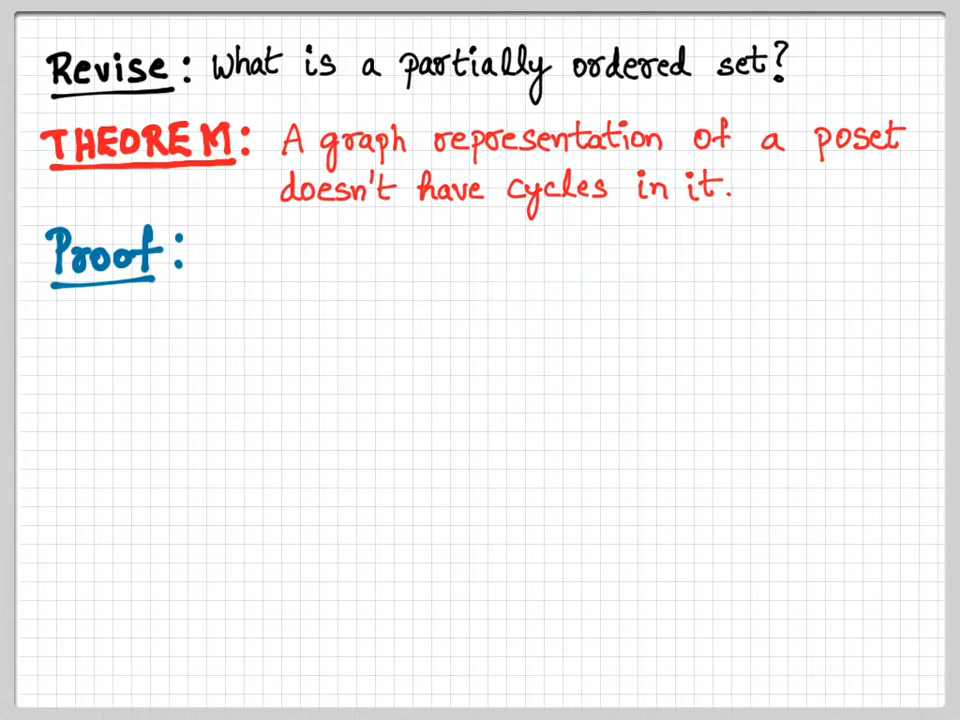 Revise: What is a partially ordered set?
THEOREM: A graph representation of a poset
doesn't have cycles in it.
Proof: